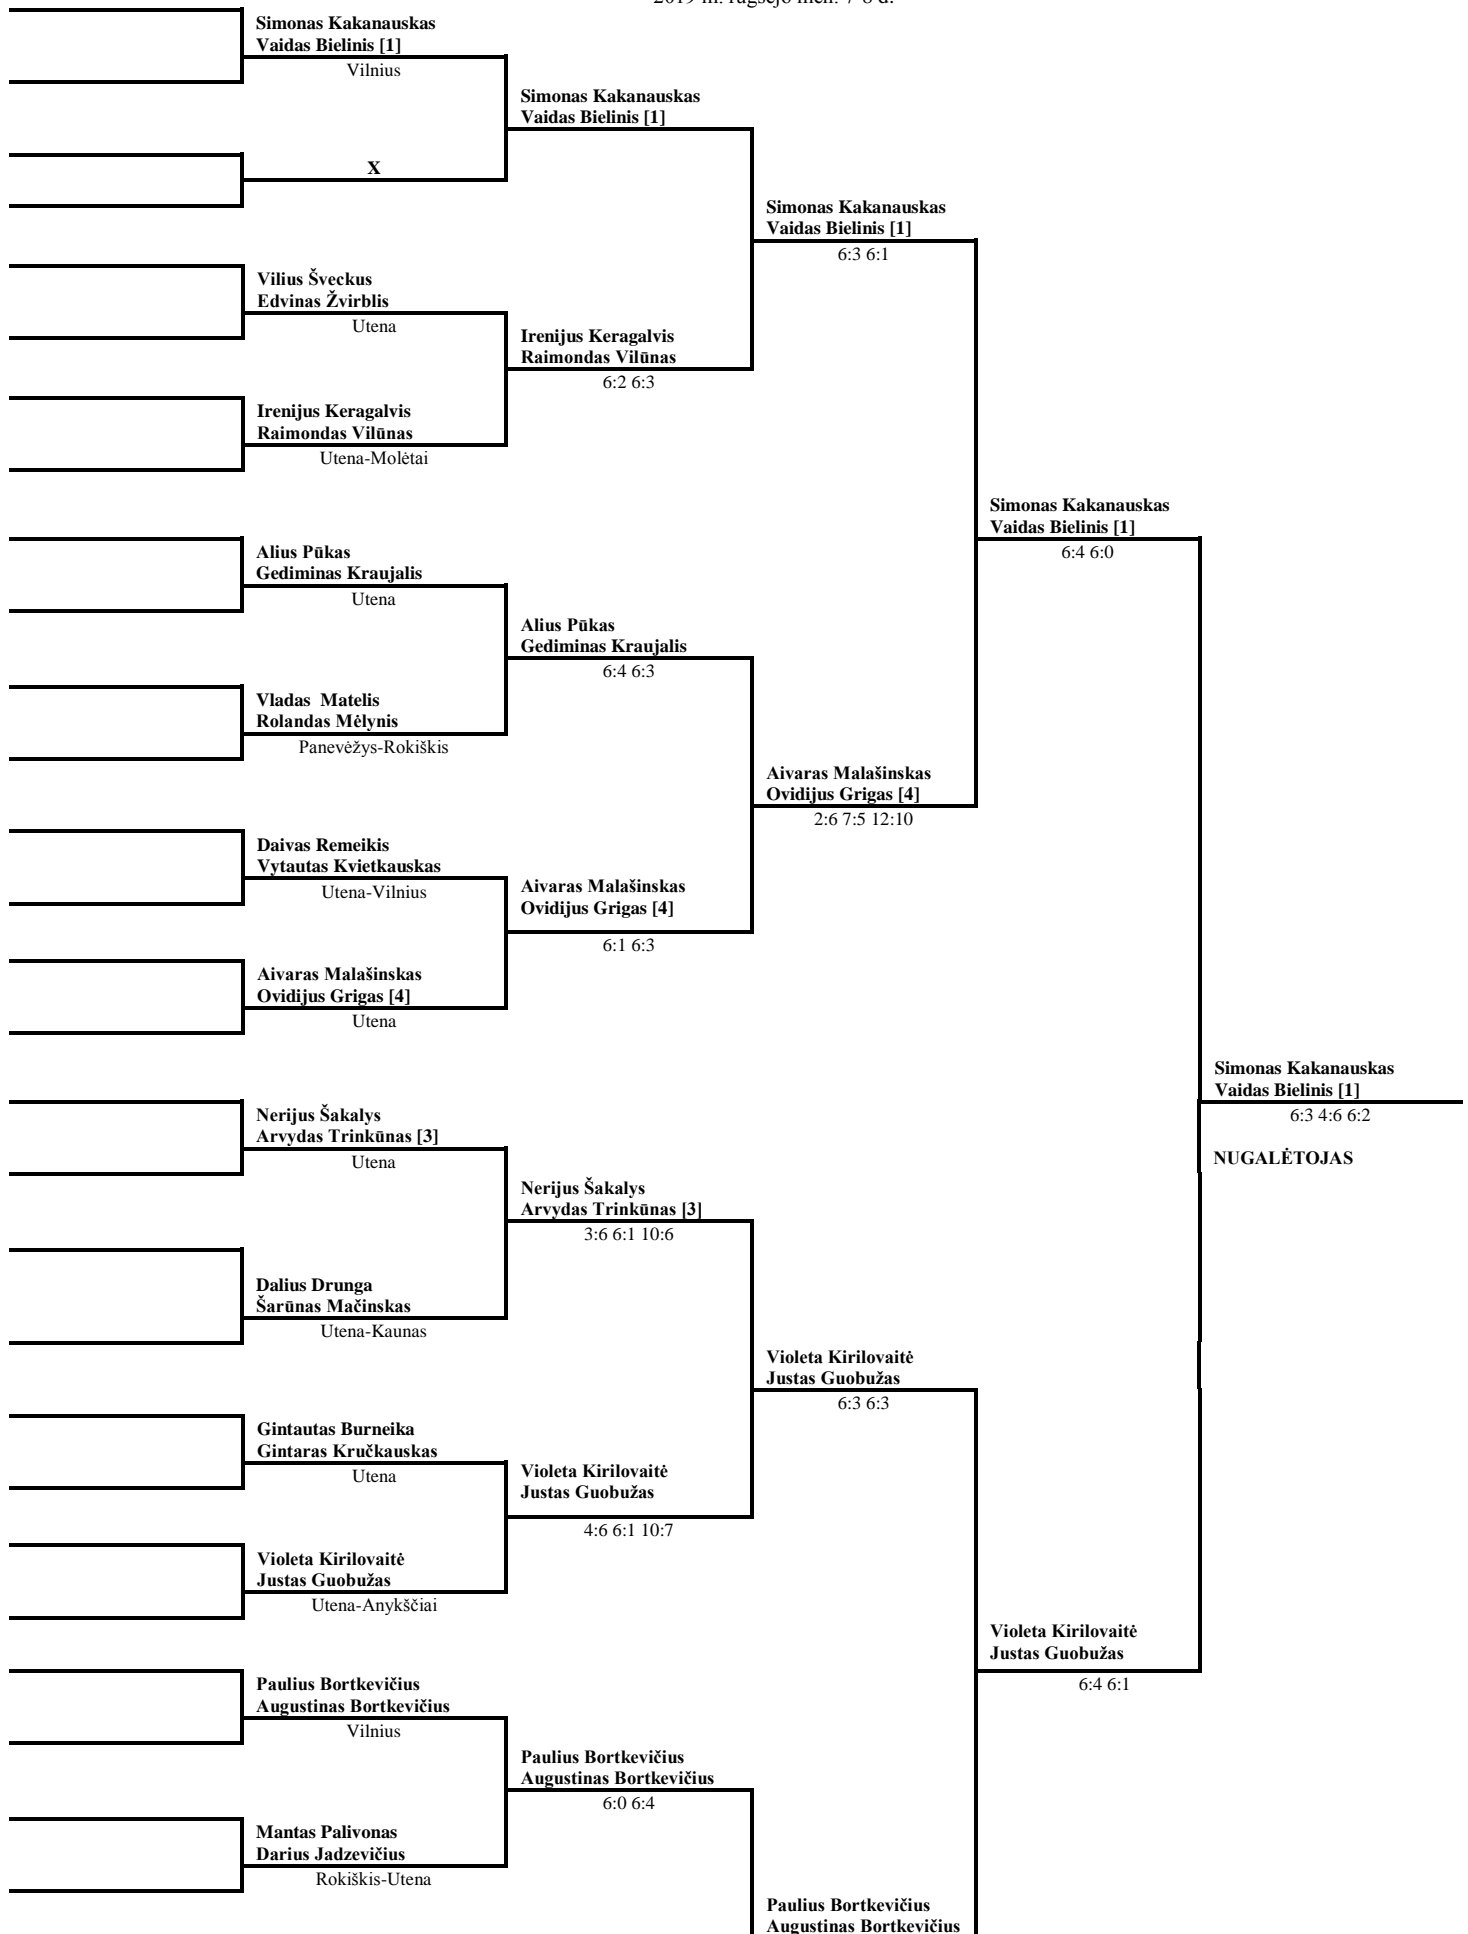 Simonas Kakanauskas
Vaidas Bielinis [1]
Vilnius
X
Vilius Šveckus
Edvinas Žvirblis
Utena
Irenijus Keragalvis
Raimondas Vilūnas
Utena-Molėtai
Alius Pūkas
Gediminas Kraujalis
Utena
Vladas  Matelis
Rolandas Mėlynis
Panevėžys-Rokiškis
Daivas Remeikis
Vytautas Kvietkauskas
Utena-Vilnius
Aivaras Malašinskas
Ovidijus Grigas [4]
Utena
Nerijus Šakalys
Arvydas Trinkūnas [3]
Utena
Dalius Drunga
Šarūnas Mačinskas
Utena-Kaunas
Gintautas Burneika
Gintaras Kručkauskas
Utena
Violeta Kirilovaitė
Justas Guobužas
Utena-Anykščiai
Paulius Bortkevičius
Augustinas Bortkevičius
Vilnius
Mantas Palivonas
Darius Jadzevičius
Rokiškis-Utena
Simonas Kakanauskas
Vaidas Bielinis [1]
Irenijus Keragalvis
Raimondas Vilūnas
6:2 6:3
Alius Pūkas
Gediminas Kraujalis
6:4 6:3
Aivaras Malašinskas
Ovidijus Grigas [4]
6:1 6:3
Nerijus Šakalys
Arvydas Trinkūnas [3]
3:6 6:1 10:6
Violeta Kirilovaitė
Justas Guobužas
4:6 6:1 10:7
Paulius Bortkevičius
Augustinas Bortkevičius
6:0 6:4
Simonas Kakanauskas
Vaidas Bielinis [1]
6:3 6:1
Aivaras Malašinskas
Ovidijus Grigas [4]
2:6 7:5 12:10
Violeta Kirilovaitė
Justas Guobužas
6:3 6:3
Paulius Bortkevičius
Augustinas Bortkevičius
Simonas Kakanauskas
Vaidas Bielinis [1]
6:4 6:0
Violeta Kirilovaitė
Justas Guobužas
6:4 6:1
Simonas Kakanauskas
Vaidas Bielinis [1]
6:3 4:6 6:2
NUGALĖTOJAS